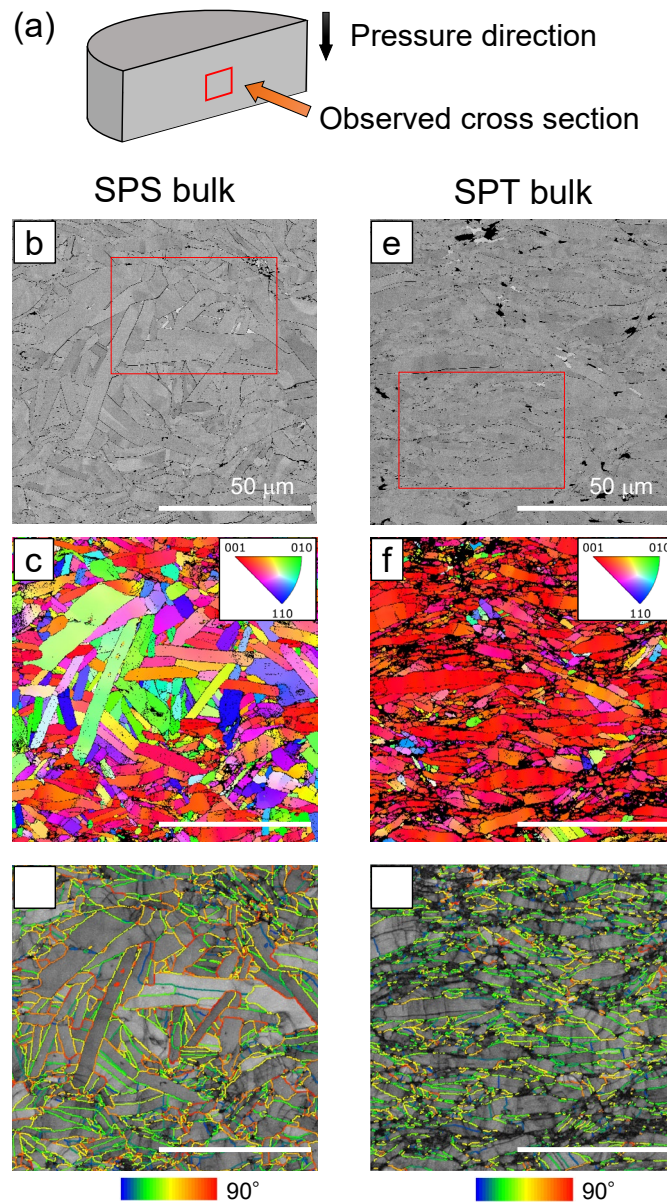 (a)
Pressure direction
Observed cross section
SPS bulk
SPT bulk
b
e
50 μm
50 μm
c
f
001
010
110
001
010
110
90°
90°